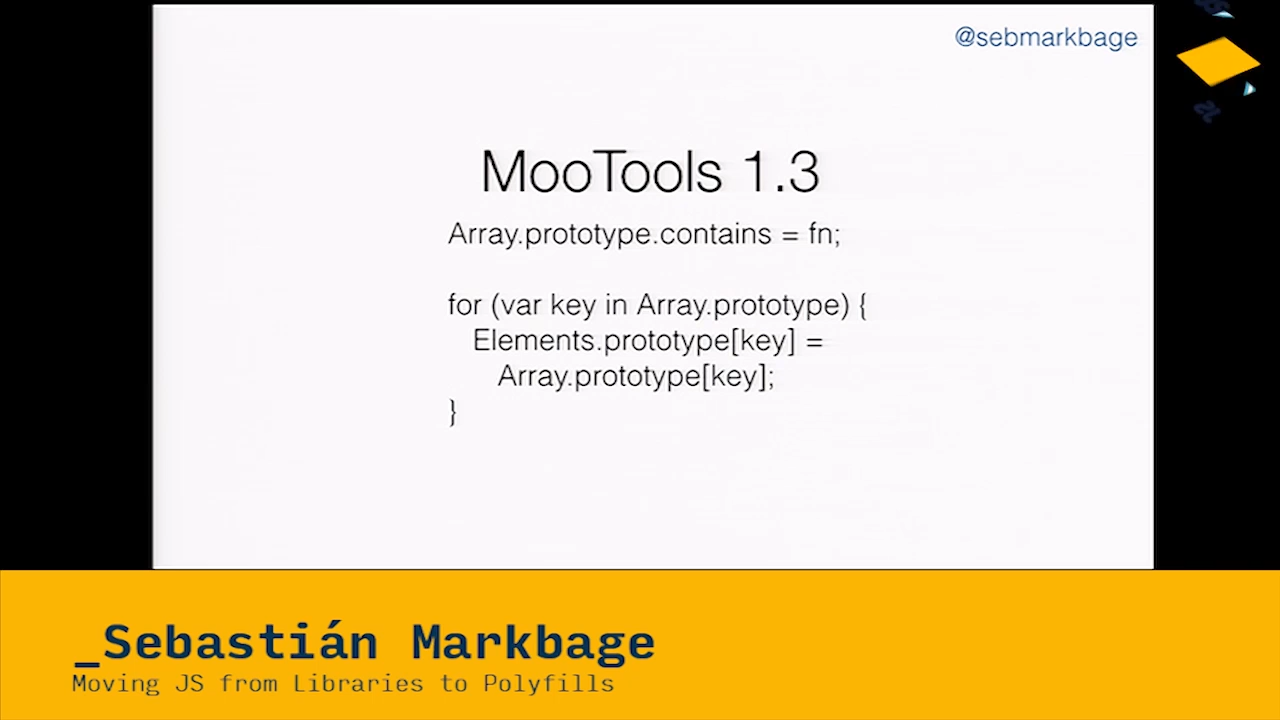 @sebmarkbage
MooTools 1.3
Array.prototype.contains = fn;
for (var key in Array.prototype) {
Elements.prototype[key] =
Array.prototype[key];
}
_Sebastián Markbage
Moving JS from Libraries to Polyfills